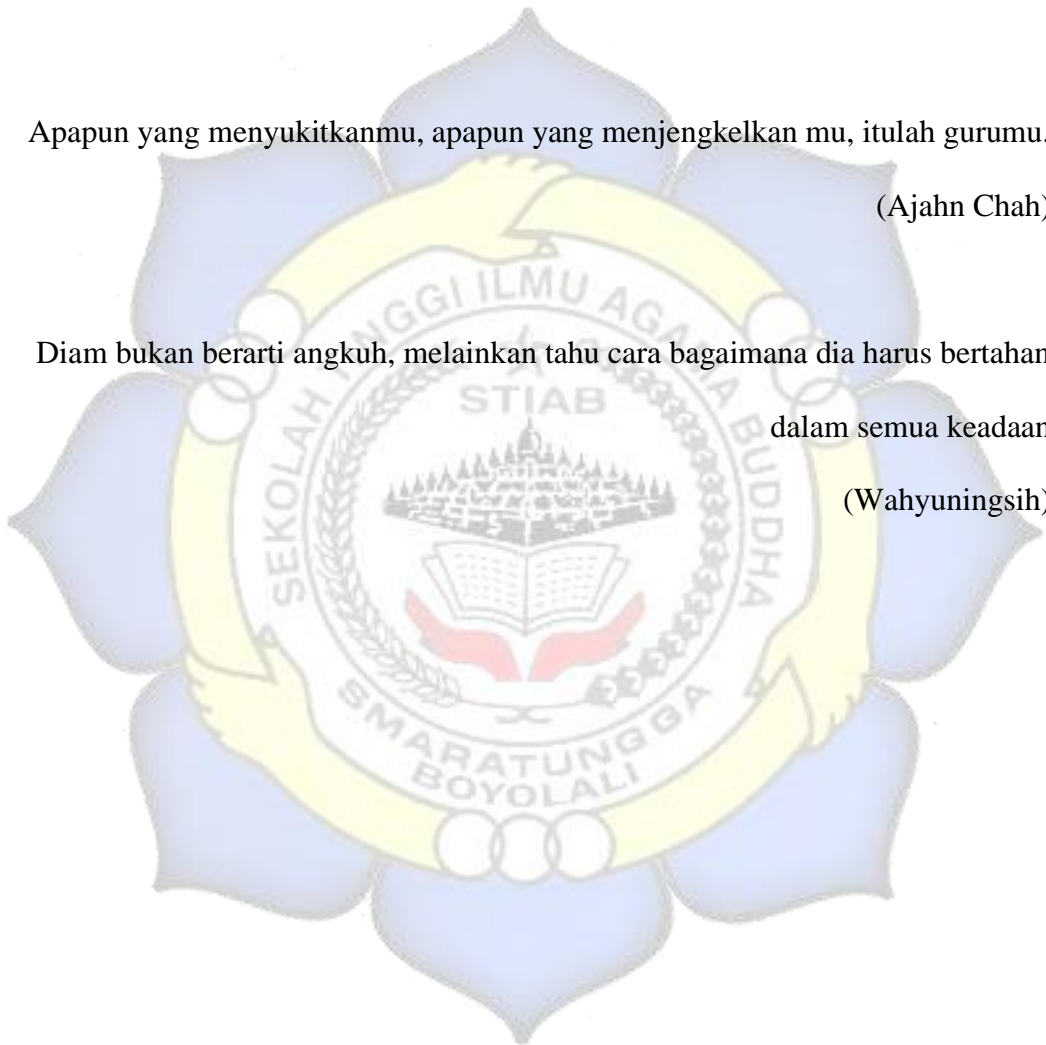 Apapun yang menyukitkanmu, apapun yang menjengkelkan mu, itulah gurumu.
(Ajahn Chah)
Diam bukan berarti angkuh, melainkan tahu cara bagaimana dia harus bertahan
dalam semua keadaan
(Wahyuningsih)
SEKOLAH TINGGI ILMU AGAMA BUDDHA
STIAB
SMARATUNGGA
BOYOLALI